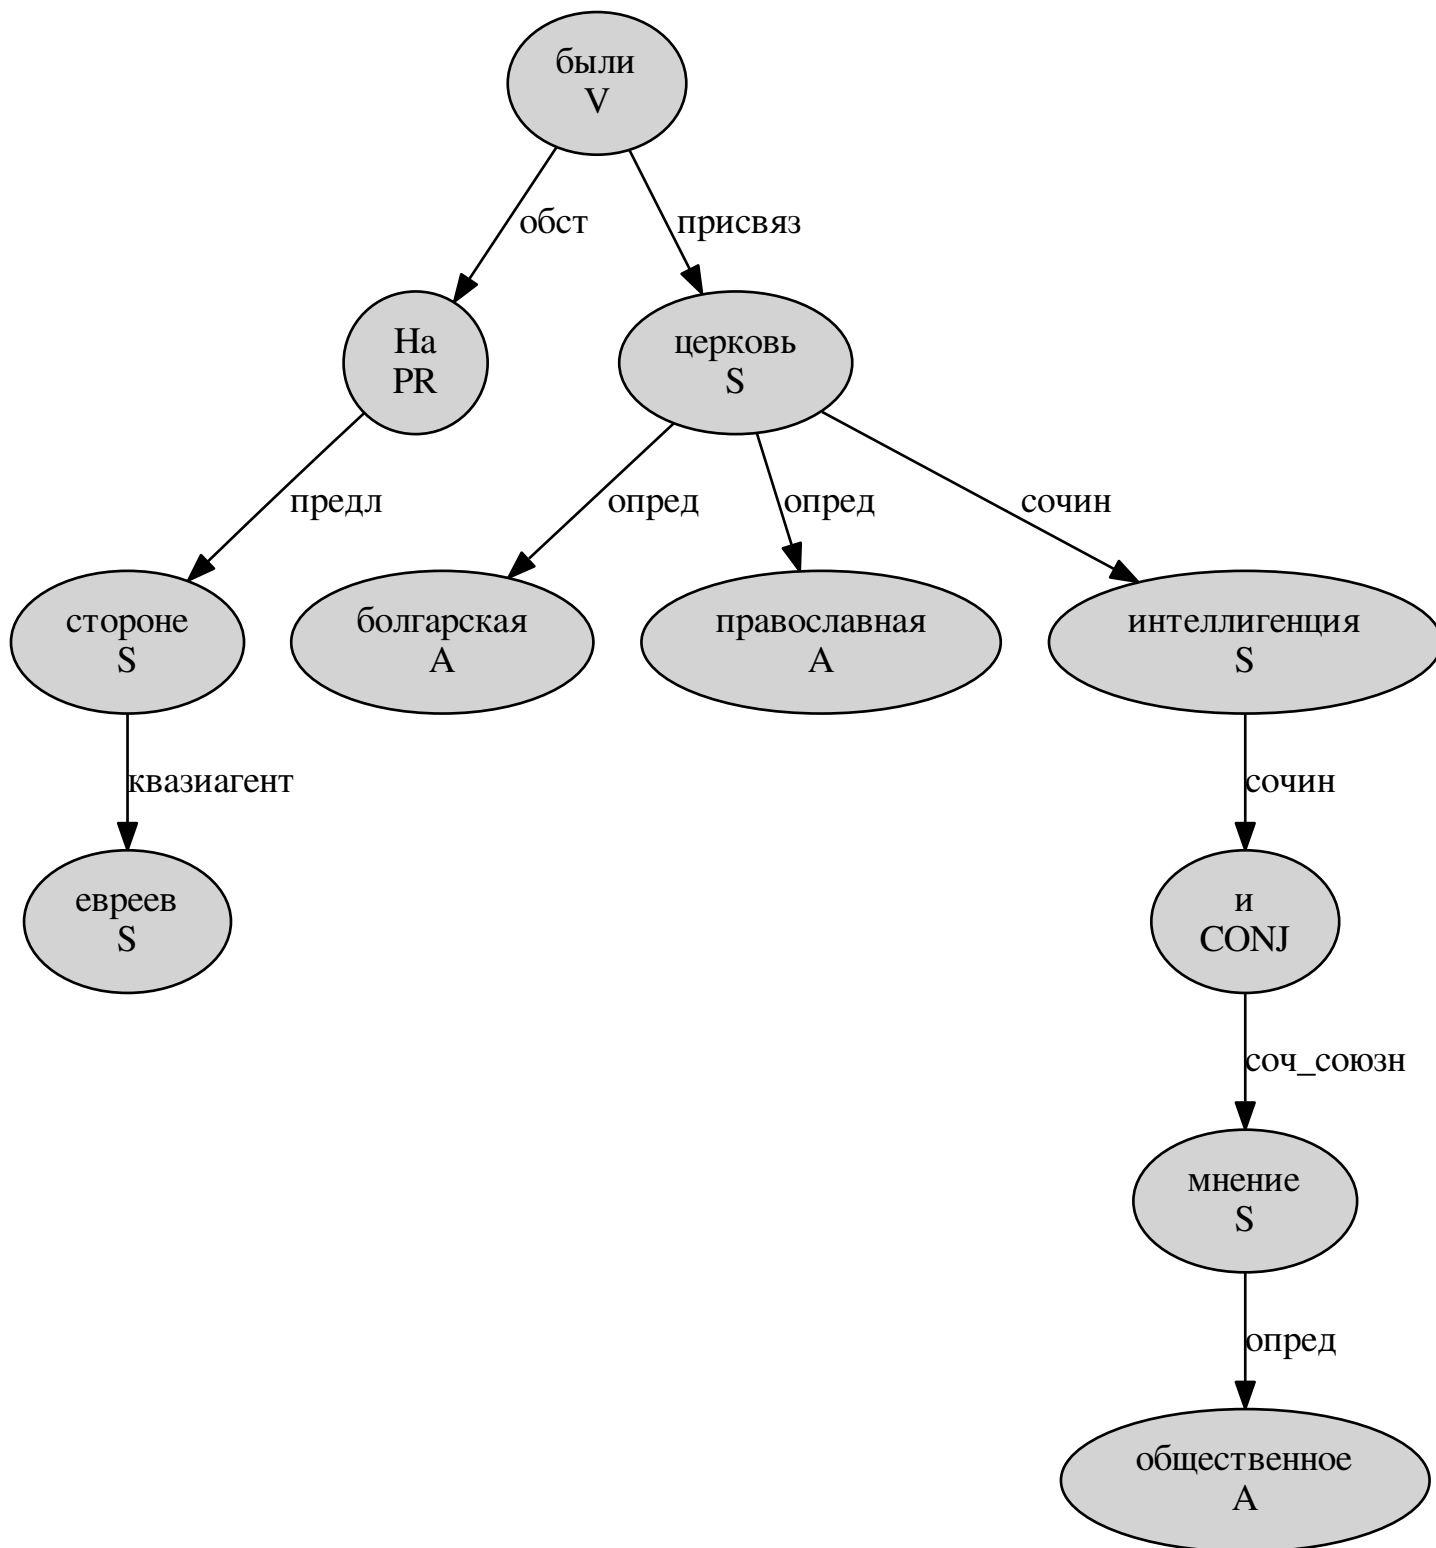 были
V
обст
присвяз
На
PR
церковь
S
предл
опред
опред
сочин
стороне
S
болгарская
A
православная
A
интеллигенция
S
квазиагент
сочин
евреев
S
и
CONJ
соч_союзн
мнение
S
опред
общественное
A